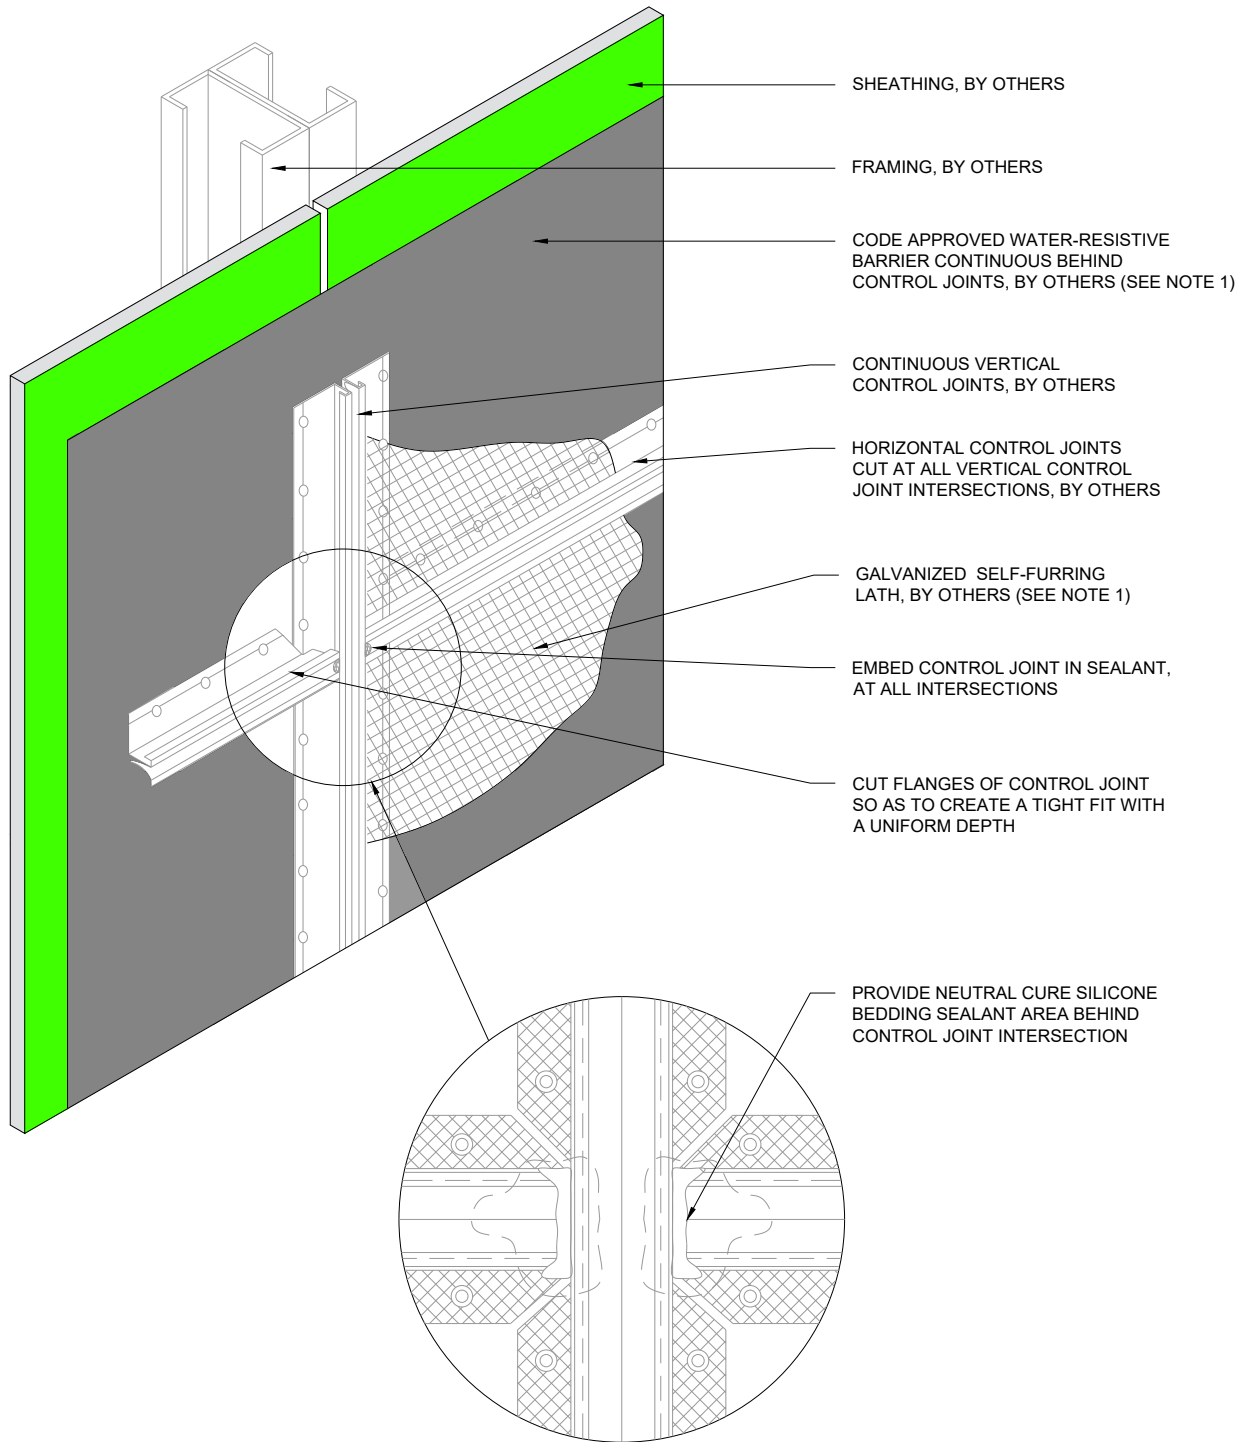 SHEATHING, BY OTHERS
FRAMING, BY OTHERS
CODE APPROVED WATER-RESISTIVE
BARRIER CONTINUOUS BEHIND
CONTROL JOINTS, BY OTHERS (SEE NOTE 1)
CONTINUOUS VERTICAL
CONTROL JOINTS, BY OTHERS
HORIZONTAL CONTROL JOINTS
CUT AT ALL VERTICAL CONTROL
JOINT INTERSECTIONS, BY OTHERS
GALVANIZED SELF-FURRING
LATH, BY OTHERS (SEE NOTE 1)
EMBED CONTROL JOINT IN SEALANT,
AT ALL INTERSECTIONS
CUT FLANGES OF CONTROL JOINT
SO AS TO CREATE A TIGHT FIT WITH
A UNIFORM DEPTH
PROVIDE NEUTRAL CURE SILICONE
BEDDING SEALANT AREA BEHIND
CONTROL JOINT INTERSECTION